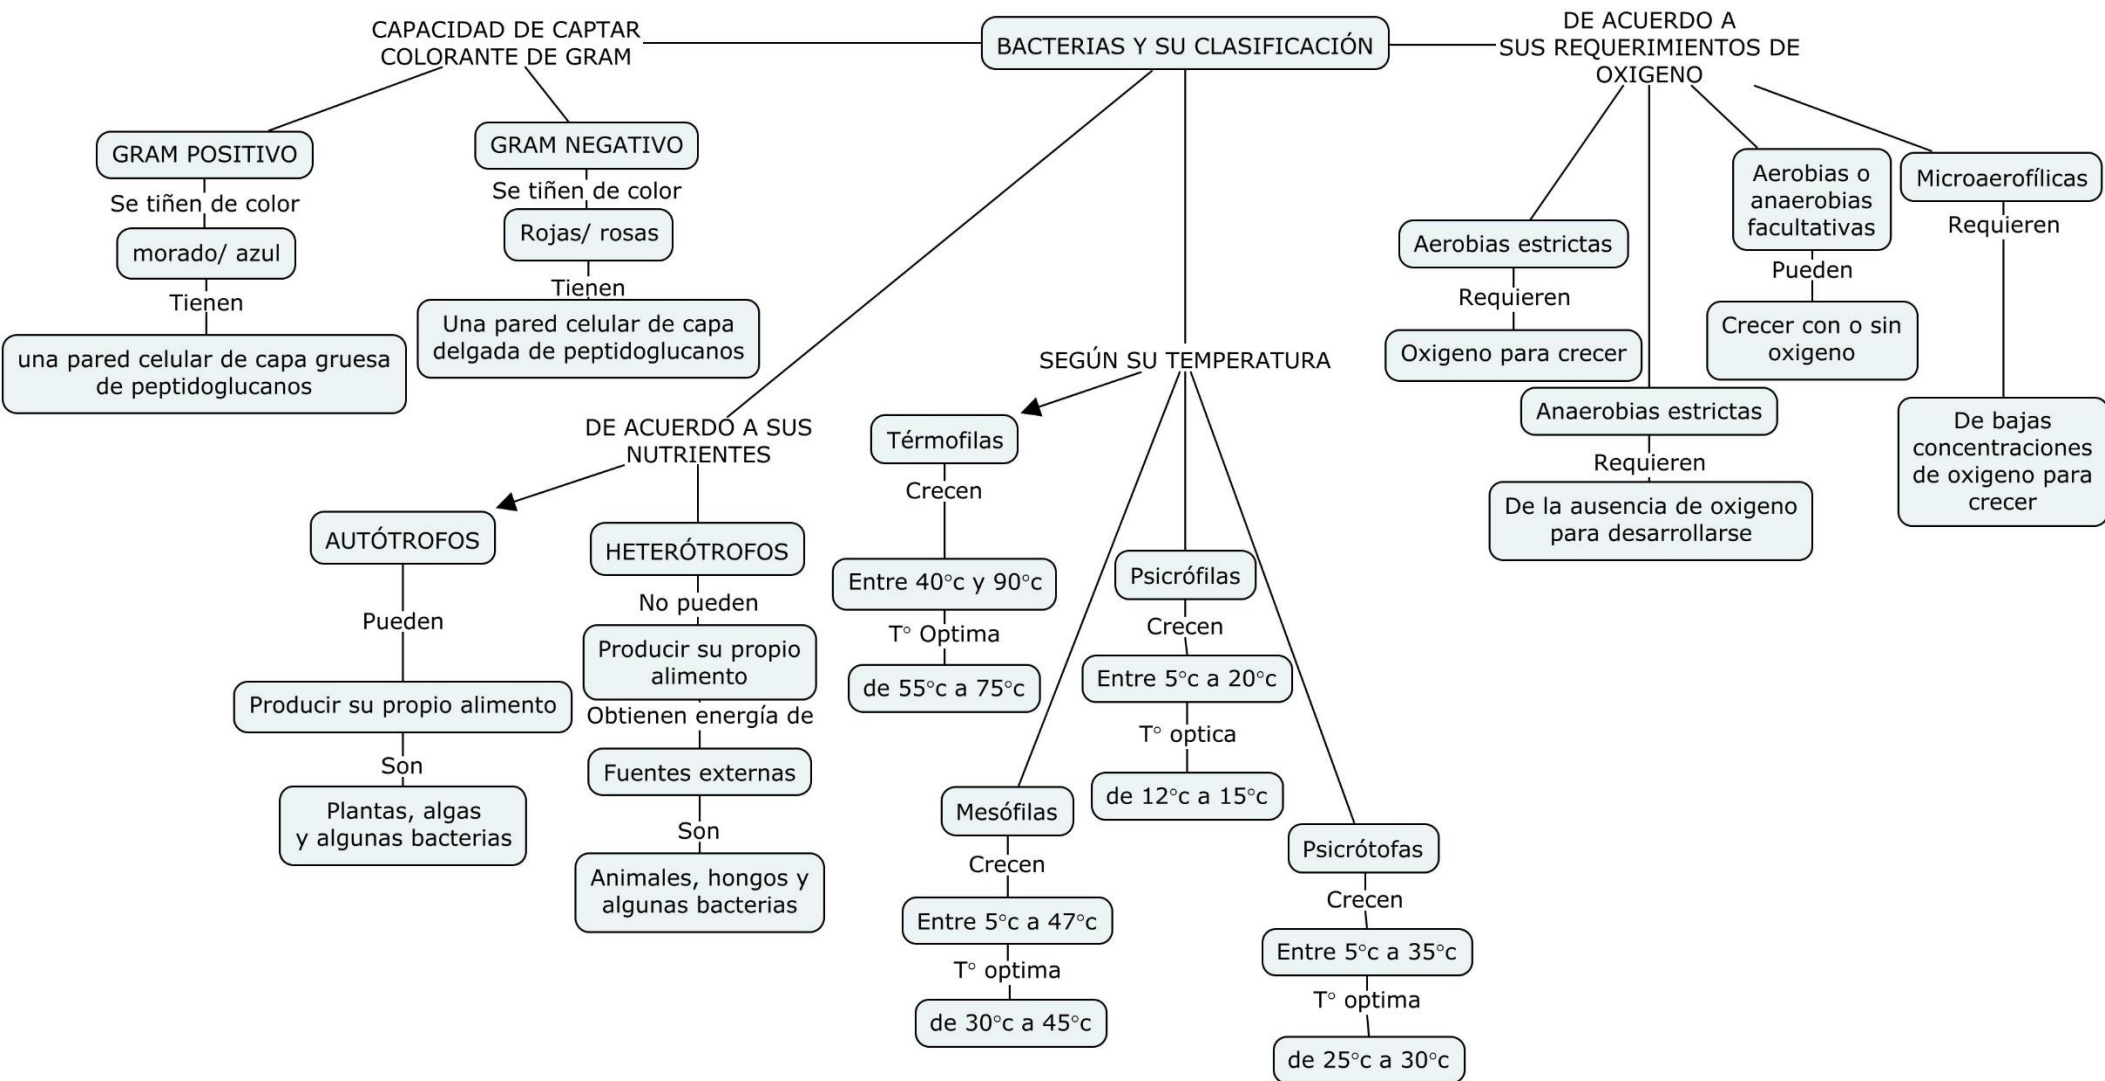 BACTERIAS Y SU CLASIFICACIÓN
CAPACIDAD DE CAPTAR
COLORANTE DE GRAM
GRAM POSITIVO
Se tiñen de color
morado/ azul
Tienen
una pared celular de capa gruesa
de peptidoglucanos
GRAM NEGATIVO
Se tiñen de color
Rojas/ rosas
Tienen
Una pared celular de capa
delgada de peptidoglucanos
DE ACUERDO A SUS
NUTRIENTES
AUTÓTROFOS
Pueden
Producir su propio alimento
Son
Plantas, algas
y algunas bacterias
HETERÓTROFOS
No pueden
Producir su propio
alimento
Obtienen energía de
Fuentes externas
Son
Animales, hongos y
algunas bacterias
SEGÚN SU TEMPERATURA
Térmofilas
Crecen
Entre 40°c y 90°c
T° Optima
de 55°c a 75°c
Mesófilas
Crecen
Entre 5°c a 47°c
T° optima
de 30°c a 45°c
Psicrófilas
Crecen
Entre 5°c a 20°c
T° optica
de 12°c a 15°c
Psicrótofas
Crecen
Entre 5°c a 35°c
T° optima
de 25°c a 30°c
DE ACUERDO A
SUS REQUERIMIENTOS DE
OXIGENO
Aerobias estrictas
Requieren
Oxigeno para crecer
Anaerobias estrictas
Requieren
De la ausencia de oxigeno
para desarrollarse
Aerobias o
anaerobias
facultativas
Pueden
Crecer con o sin
oxigeno
Microaerofílicas
Requieren
De bajas
concentraciones
de oxigeno para
crecer